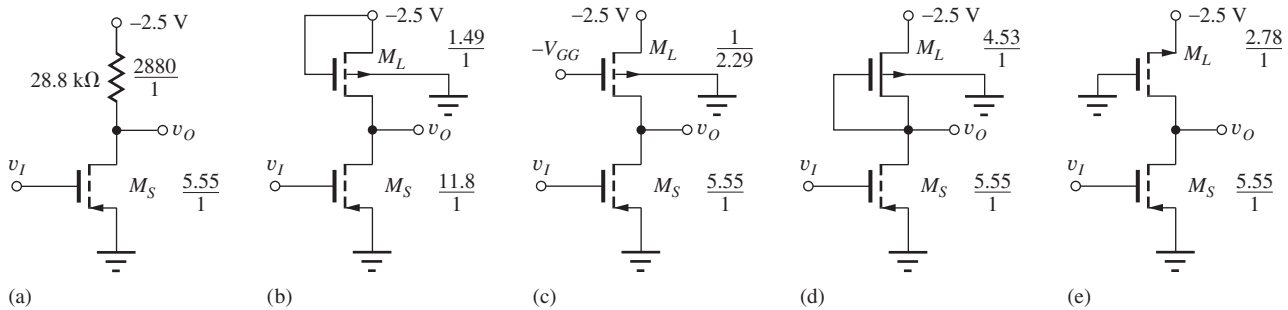 −2.5 V
28.8 kΩ
2880
1
v_O
v_I
M_S
5.55
1
(a)
−2.5 V
1.49
1
M_L
v_O
v_I
M_S
11.8
1
(b)
−2.5 V
−V_GG
M_L
1
2.29
v_O
v_I
M_S
5.55
1
(c)
−2.5 V
4.53
1
M_L
v_O
v_I
M_S
5.55
1
(d)
−2.5 V
2.78
1
M_L
v_O
v_I
M_S
5.55
1
(e)